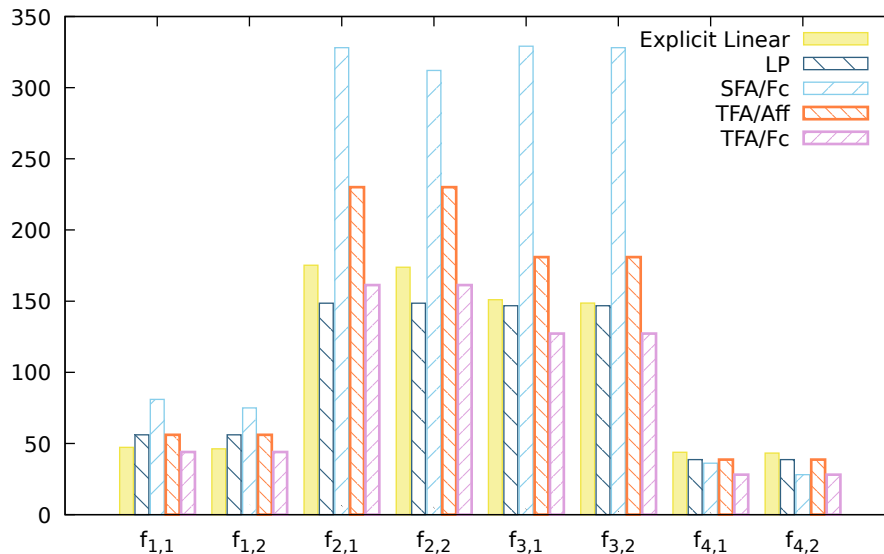 350
300
250
200
150
100
50
0
Explicit Linear
LP
SFA/Fc
TFA/Aff
TFA/Fc
f1,1 f1,2 f2,1 f2,2 f3,1 f3,2 f4,1 f4,2